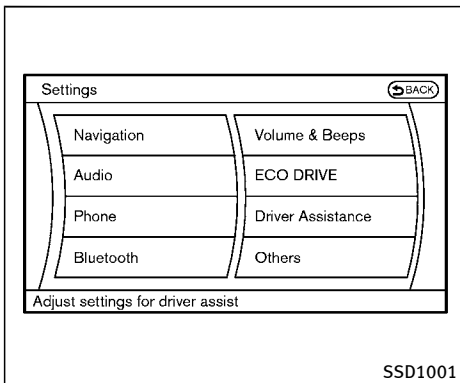 Settings
BACK
Navigation
Volume & Beeps
Audio
ECO DRIVE
Phone
Driver Assistance
Bluetooth
Others
Adjust settings for driver assist
SSD1001